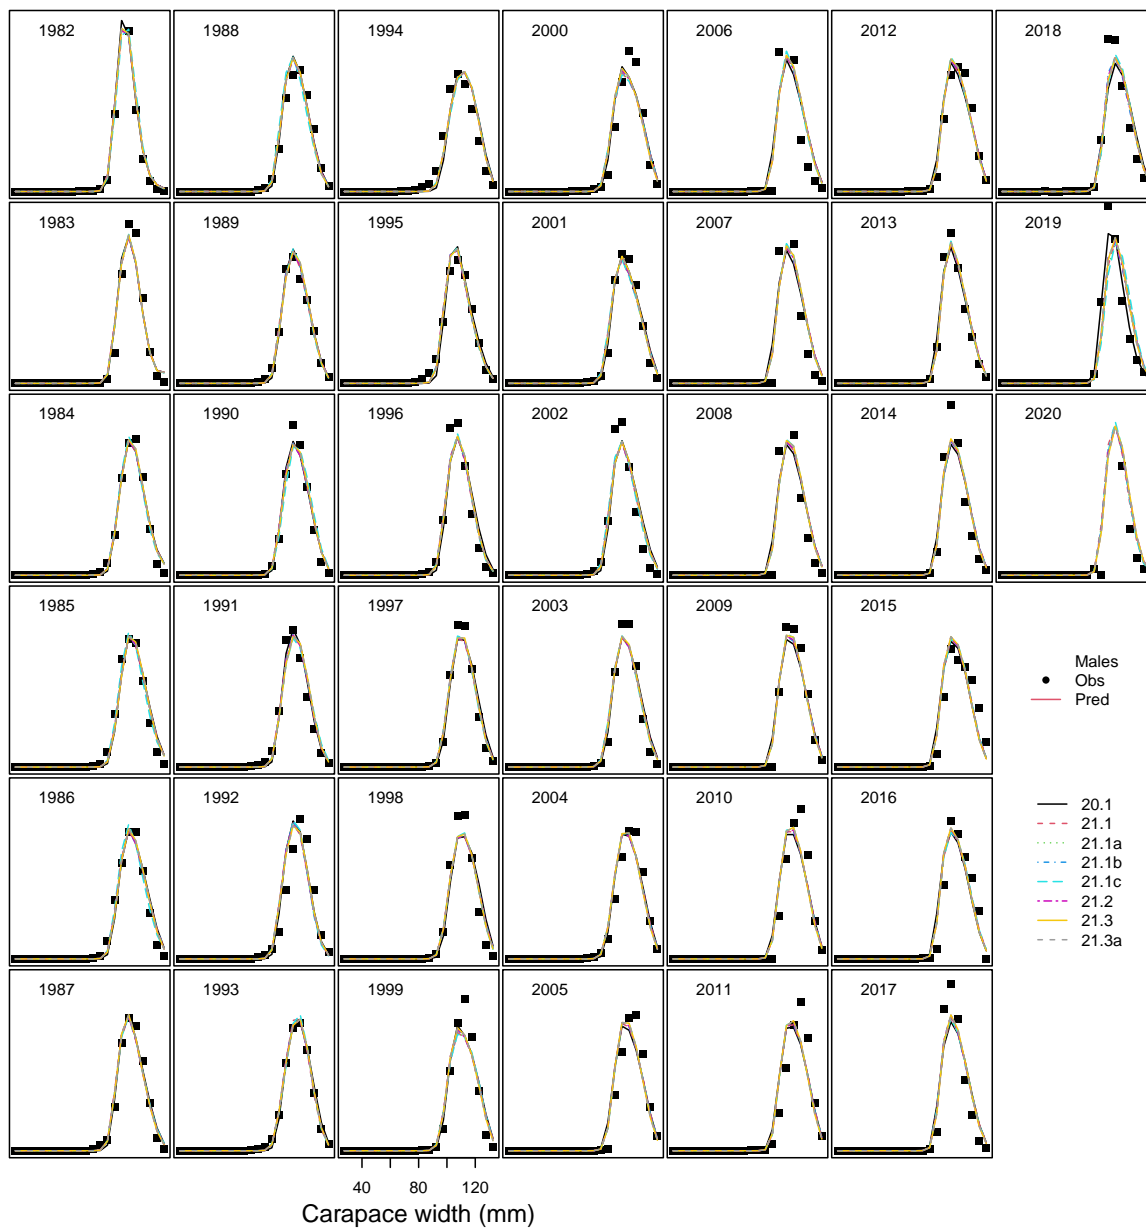 1982 1988 1994 2000 2006 2012 2018
1983 1989 1995 2001 2007 2013 2019
1984 1990 1996 2002 2008 2014 2020
1985 1991 1997 2003 2009 2015
Males
Obs
Pred
1986 1992 1998 2004 2010 2016
20.1
21.1
21.1a
21.1b
21.1c
21.2
21.3
21.3a
1987 1993 1999 2005 2011 2017
40 80 120
Carapace width (mm)